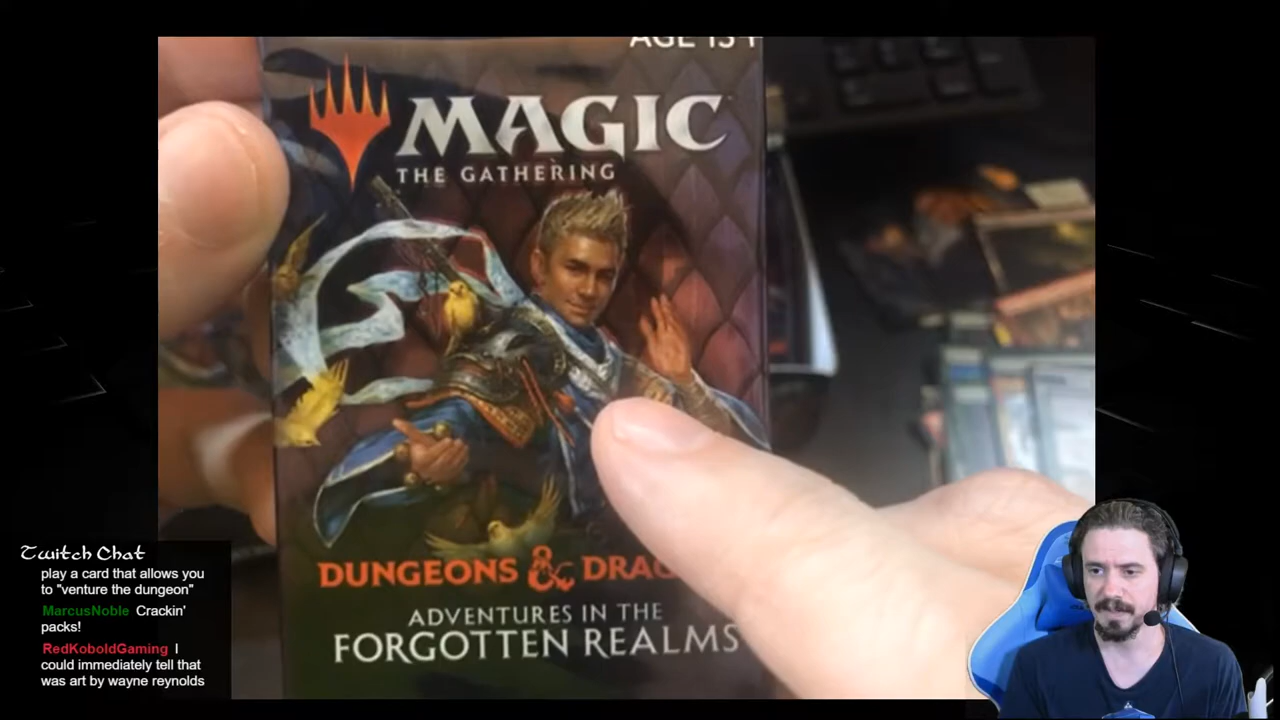 MAGIC
THE GATHERING
DUNGEONS &
ADVENTURES IN THE
FORGOTTEN REALMS
Twitch Chat
play a card that allows you
to "venture the dungeon"
MarcusNoble Crackin'
packs!
RedKoboldGaming I
could immediately tell that
was art by wayne reynolds